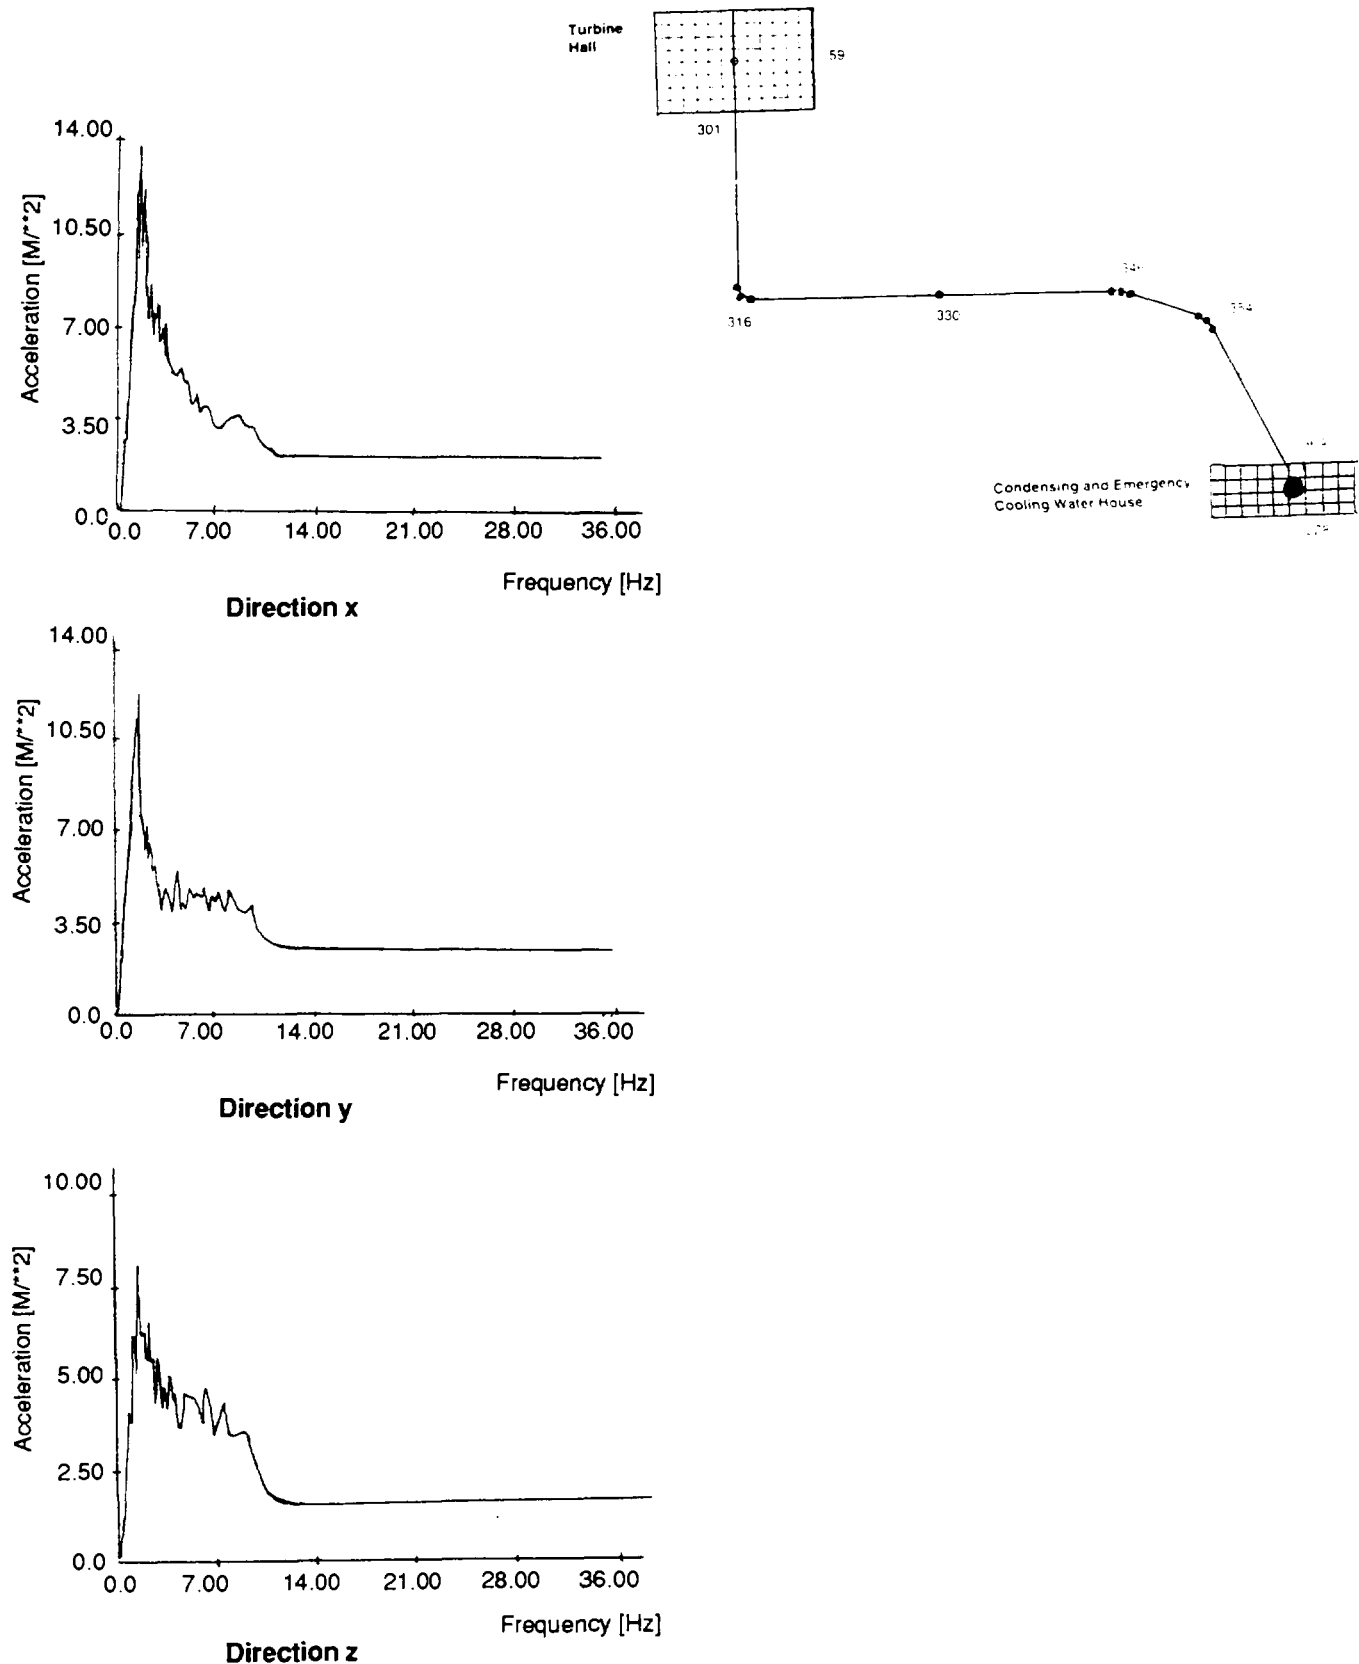 Turbine
Hall
59
301
316
330
Condensing and Emergency
Cooling Water House
14.00
10.50
7.00
3.50
0.0
Acceleration [M/**2]
0.0 7.00 14.00 21.00 28.00 36.00
Frequency [Hz]
Direction x
14.00
10.50
7.00
3.50
0.0
Acceleration [M/**2]
0.0 7.00 14.00 21.00 28.00 36.00
Frequency [Hz]
Direction y
10.00
7.50
5.00
2.50
0.0
Acceleration [M/**2]
0.0 7.00 14.00 21.00 28.00 36.00
Frequency [Hz]
Direction z